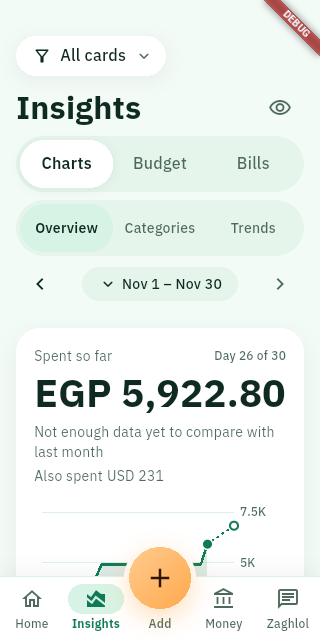 DEBUG
All cards
Insights
Charts Budget Bills
Overview Categories Trends
Nov 1 – Nov 30
Spent so far Day 26 of 30
EGP 5,922.80
Not enough data yet to compare with
last month
Also spent USD 231
7.5K
5K
Home Insights Add Money Zaghlol